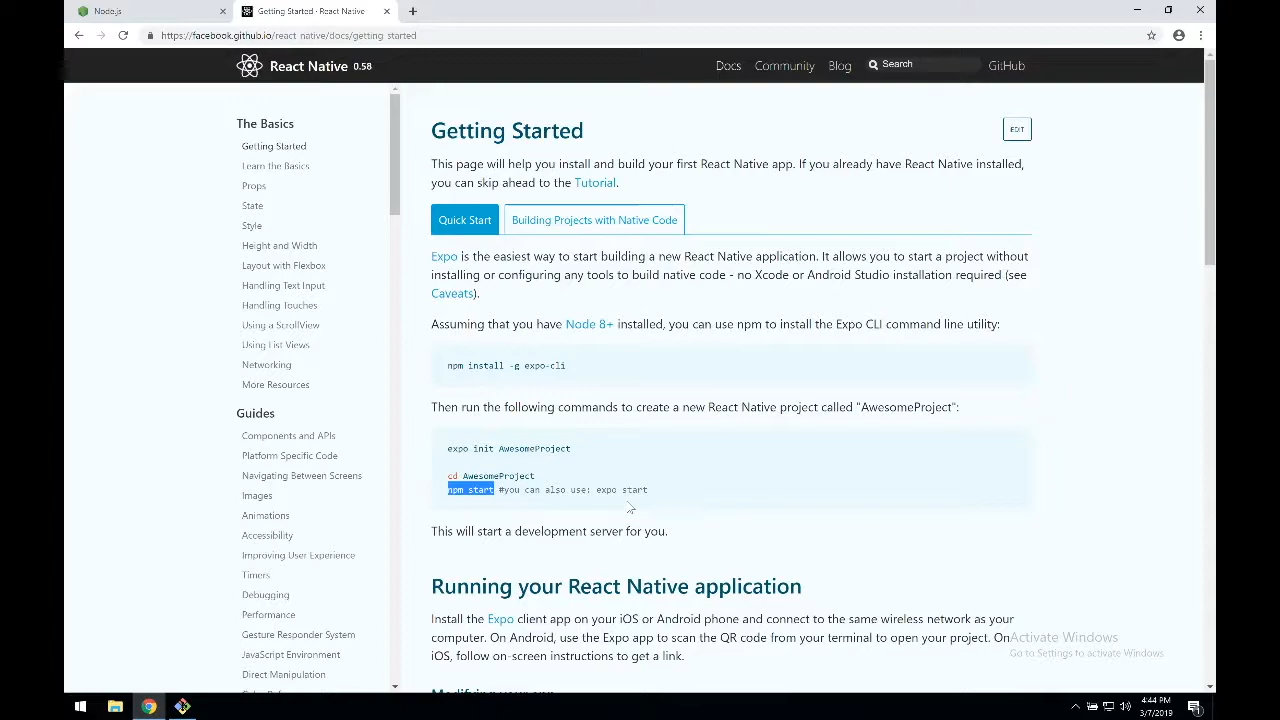 Node.js
Getting Started · React Native
https://facebook.github.io/react-native/docs/getting-started
React Native 0.58
Docs
Community
Blog
Search
GitHub
The Basics
Getting Started
Learn the Basics
Props
State
Style
Height and Width
Layout with Flexbox
Handling Text Input
Handling Touches
Using a ScrollView
Using List Views
Networking
More Resources
Guides
Components and APIs
Platform Specific Code
Navigating Between Screens
Images
Animations
Accessibility
Improving User Experience
Timers
Debugging
Performance
Gesture Responder System
JavaScript Environment
Direct Manipulation
Getting Started
EDIT
This page will help you install and build your first React Native app. If you already have React Native installed,
you can skip ahead to the Tutorial.
Quick Start
Building Projects with Native Code
Expo is the easiest way to start building a new React Native application. It allows you to start a project without
installing or configuring any tools to build native code - no Xcode or Android Studio installation required (see
Caveats).
Assuming that you have Node 8+ installed, you can use npm to install the Expo CLI command line utility:
npm install -g expo-cli
Then run the following commands to create a new React Native project called "AwesomeProject":
expo init AwesomeProject
cd AwesomeProject
npm start #you can also use: expo start
This will start a development server for you.
Running your React Native application
Install the Expo client app on your iOS or Android phone and connect to the same wireless network as your
computer. On Android, use the Expo app to scan the QR code from your terminal to open your project. On
iOS, follow on-screen instructions to get a link.
Modifying your app
Activate Windows
Go to Settings to activate Windows.
4:44 PM
3/7/2019